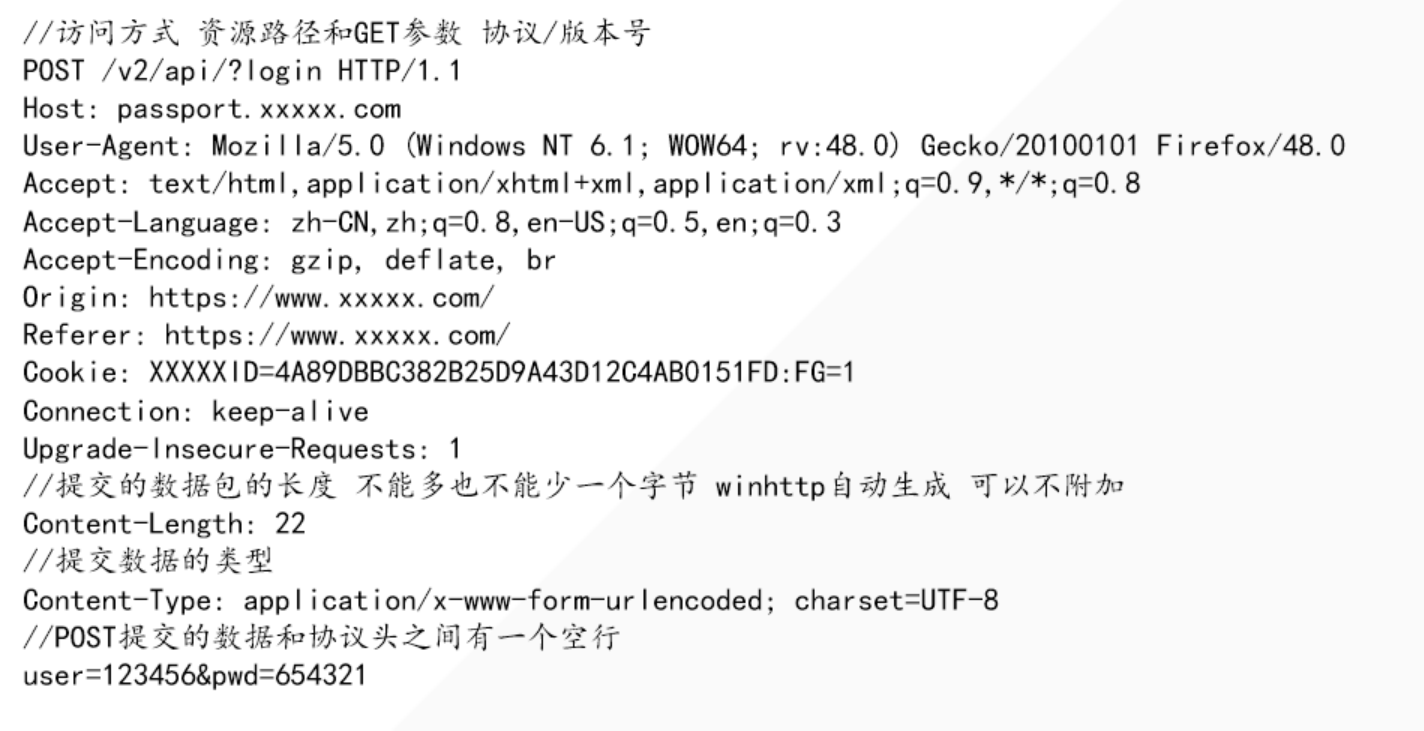 //访问方式 资源路径和GET参数 协议/版本号
POST /v2/api/?login HTTP/1.1
Host: passport.xxxxx.com
User-Agent: Mozilla/5.0 (Windows NT 6.1; WOW64; rv:48.0) Gecko/20100101 Firefox/48.0
Accept: text/html,application/xhtml+xml,application/xml;q=0.9,*/*;q=0.8
Accept-Language: zh-CN,zh;q=0.8,en-US;q=0.5,en;q=0.3
Accept-Encoding: gzip, deflate, br
Origin: https://www.xxxxx.com/
Referer: https://www.xxxxx.com/
Cookie: XXXXXID=4A89DBBC382B25D9A43D12C4AB0151FD:FG=1
Connection: keep-alive
Upgrade-Insecure-Requests: 1
//提交的数据包的长度 不能多也不能少一个字节 winhttp自动生成 可以不附加
Content-Length: 22
//提交数据的类型
Content-Type: application/x-www-form-urlencoded; charset=UTF-8
//POST提交的数据和协议头之间有一个空行
user=123456&pwd=654321